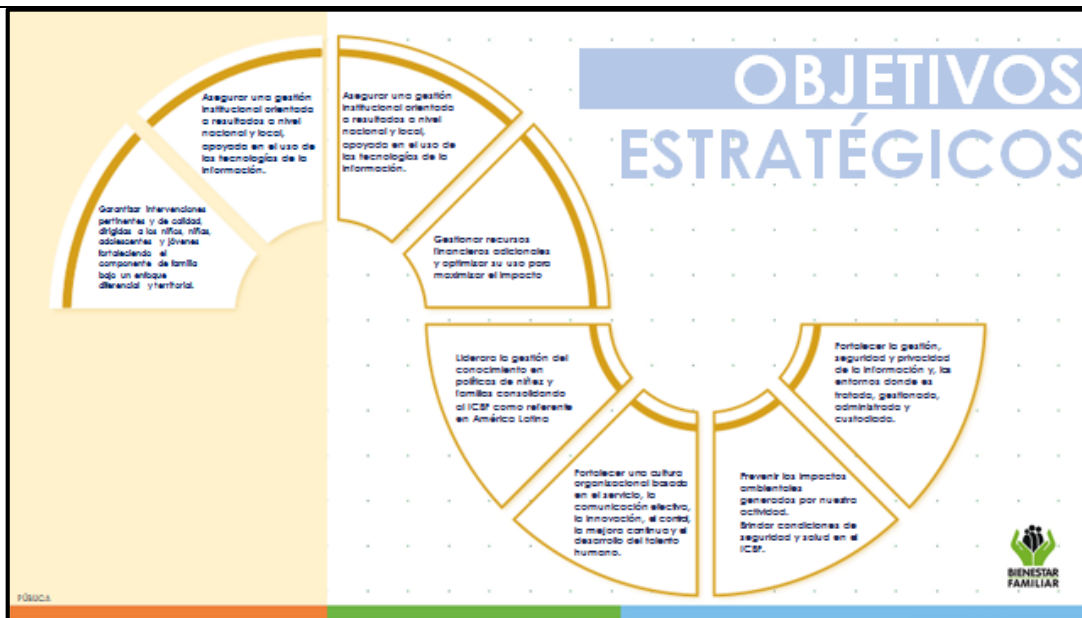 OBJETIVOS
ESTRATÉGICOS
Garantizar intervenciones
pertinentes y de calidad,
dirigidas a los niños, niñas,
adolescentes y jóvenes
fortaleciendo el
componente de familia
bajo un enfoque
diferencial y territorial.
Asegurar una gestión
institucional orientada
a resultados a nivel
nacional y local,
apoyada en el uso de
las tecnologías de la
información.
Asegurar una gestión
institucional orientada
a resultados a nivel
nacional y local,
apoyada en el uso de
las tecnologías de la
información.
Gestionar recursos
financieros adicionales
y optimizar su uso para
maximizar el impacto
Liderara la gestión del
conocimiento en
políticas de niñez y
familias consolidando
al ICBF como referente
en América Latina
Fortalecer una cultura
organizacional basada
en el servicio, la
comunicación efectiva,
la innovación, el control,
la mejora continua y el
desarrollo del talento
humano.
Prevenir los impactos
ambientales
generados por nuestra
actividad.
Brindar condiciones de
seguridad y salud en el
ICBF.
Fortalecer la gestión,
seguridad y privacidad
de la información y, los
entornos donde es
tratada, gestionada,
administrada y
custodiada.
BIENESTAR
FAMILIAR
PÚBLICA